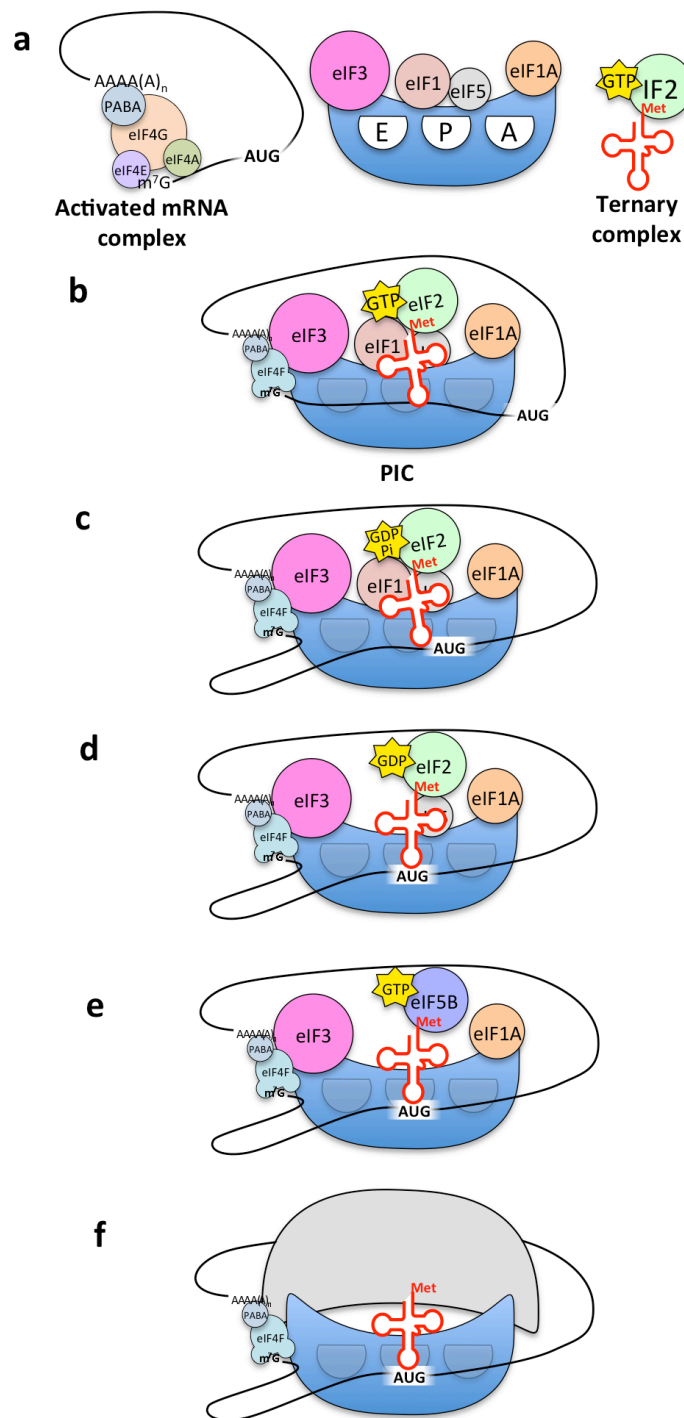 a
AAAA(A)n
PABA
eIF4G
eIF4E
eIF4A
m7G
AUG
Activated mRNA
complex
eIF3
eIF1
eIF5
eIF1A
E P A
GTP
IF2
Met
Ternary
complex
b
GTP
eIF2
Met
AAAA(A)n
PABA
eIF4F
m7G
eIF3
eIF1
eIF1A
AUG
PIC
c
GDP
Pi
eIF2
Met
AAAA(A)n
PABA
eIF4F
m7G
eIF3
eIF1
eIF1A
AUG
d
GDP
eIF2
Met
AAAA(A)n
PABA
eIF4F
m7G
eIF3
eIF1A
AUG
e
GTP
eIF5B
Met
AAAA(A)n
PABA
eIF4F
m7G
eIF3
eIF1A
AUG
f
Met
AAAA(A)n
PABA
eIF4F
m7G
AUG